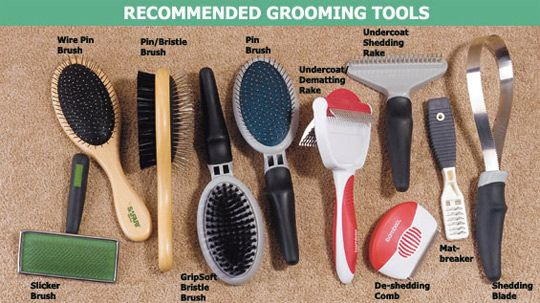 RECOMMENDED GROOMING TOOLS
Wire Pin
Brush
Pin/Bristle
Brush
Pin
Brush
Undercoat
Shedding
Rake
Undercoat/
Dematting
Rake
Slicker
Brush
GripSoft
Bristle
Brush
De-shedding
Comb
Mat-
breaker
Shedding
Blade